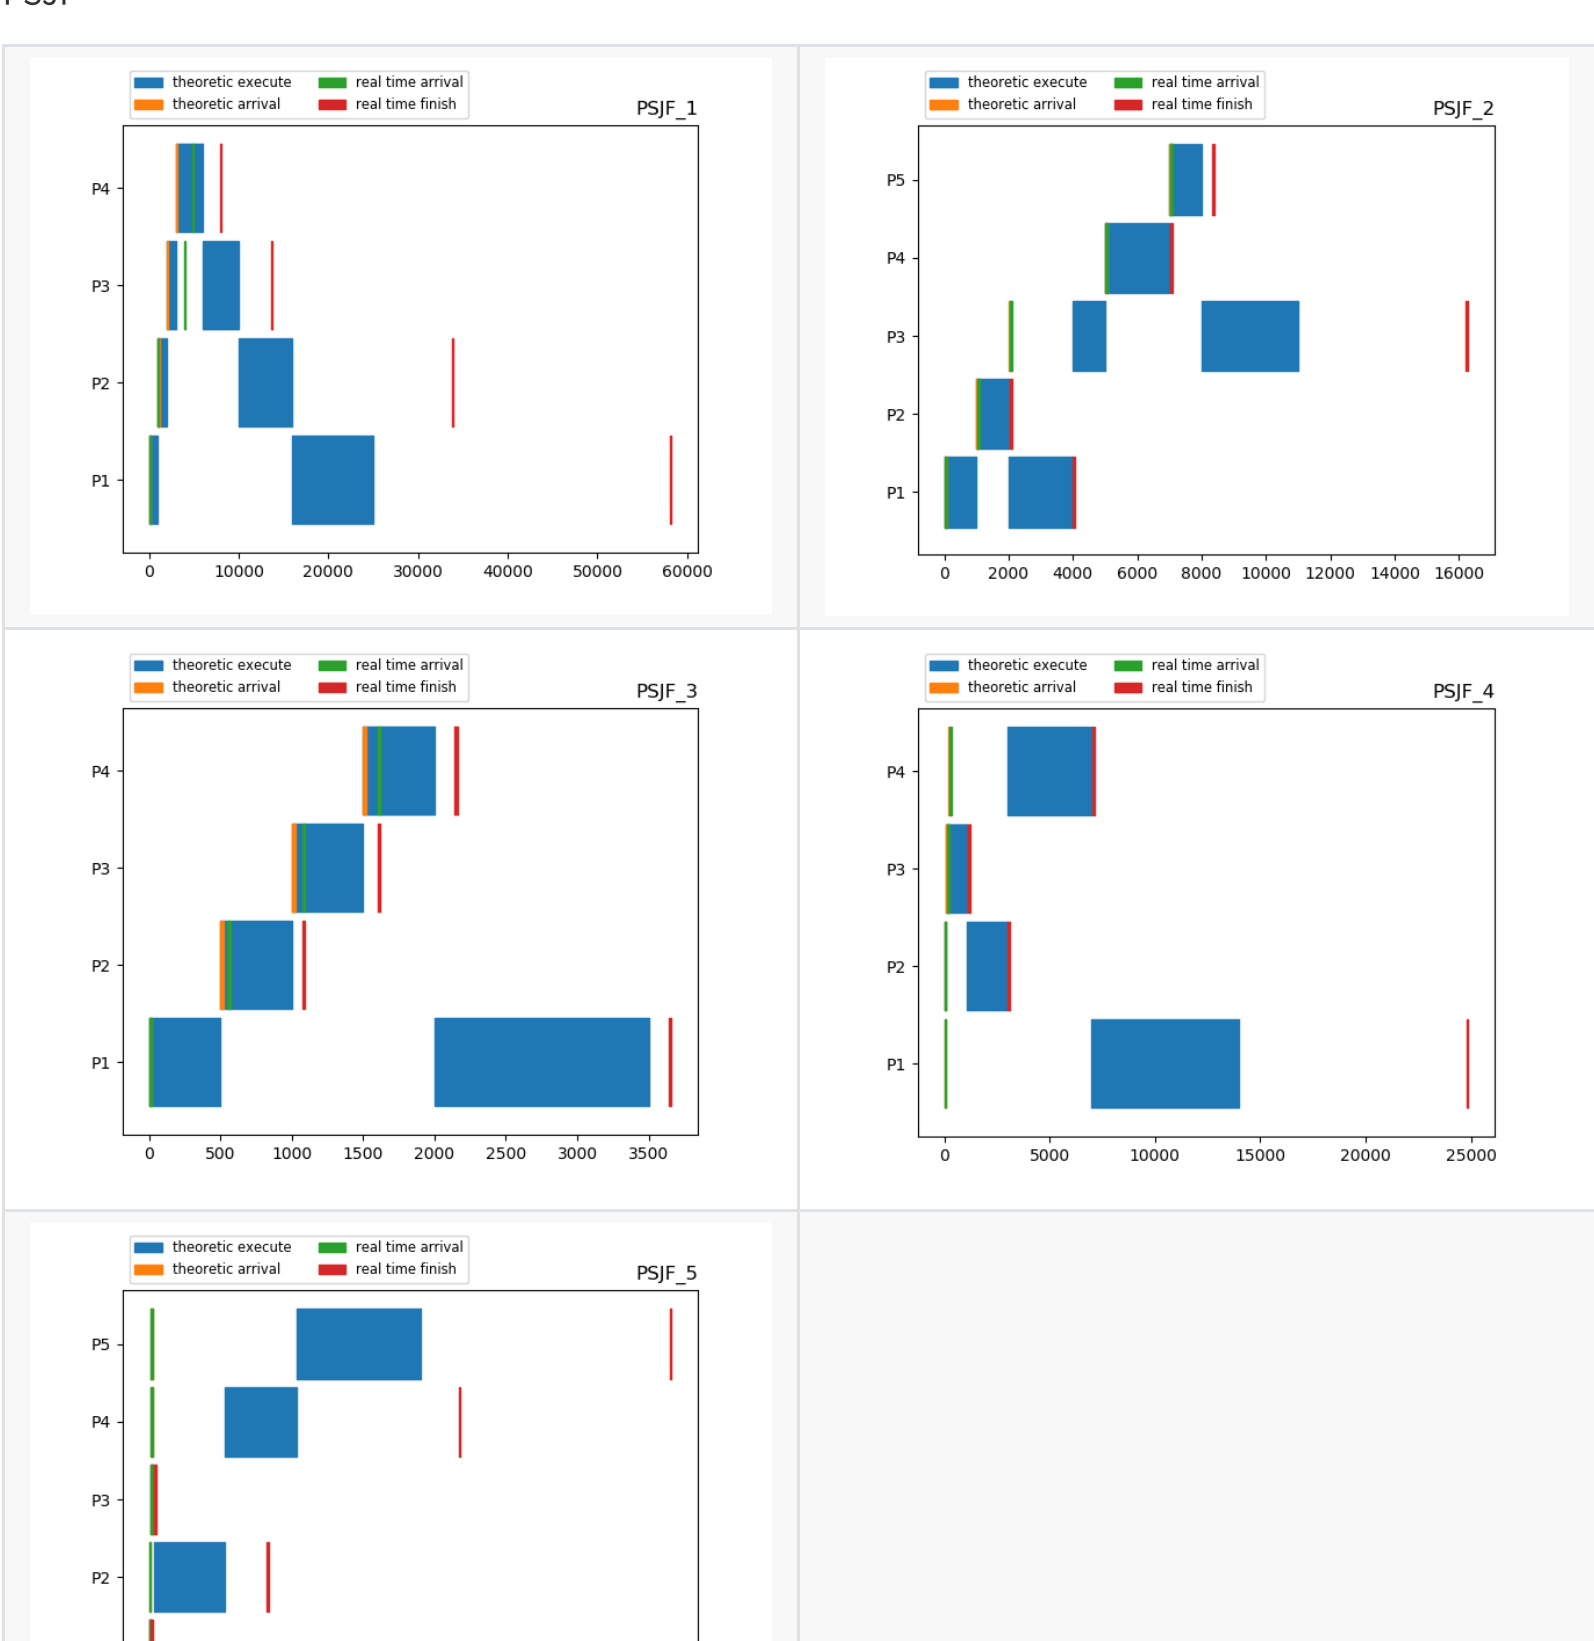 theoretic execute real time arrival
theoretic arrival real time finish
PSJF_1
P4
P3
P2
P1
0 10000 20000 30000 40000 50000 60000
theoretic execute real time arrival
theoretic arrival real time finish
PSJF_2
P5
P4
P3
P2
P1
0 2000 4000 6000 8000 10000 12000 14000 16000
theoretic execute real time arrival
theoretic arrival real time finish
PSJF_3
P4
P3
P2
P1
0 500 1000 1500 2000 2500 3000 3500
theoretic execute real time arrival
theoretic arrival real time finish
PSJF_4
P4
P3
P2
P1
0 5000 10000 15000 20000 25000
theoretic execute real time arrival
theoretic arrival real time finish
PSJF_5
P5
P4
P3
P2